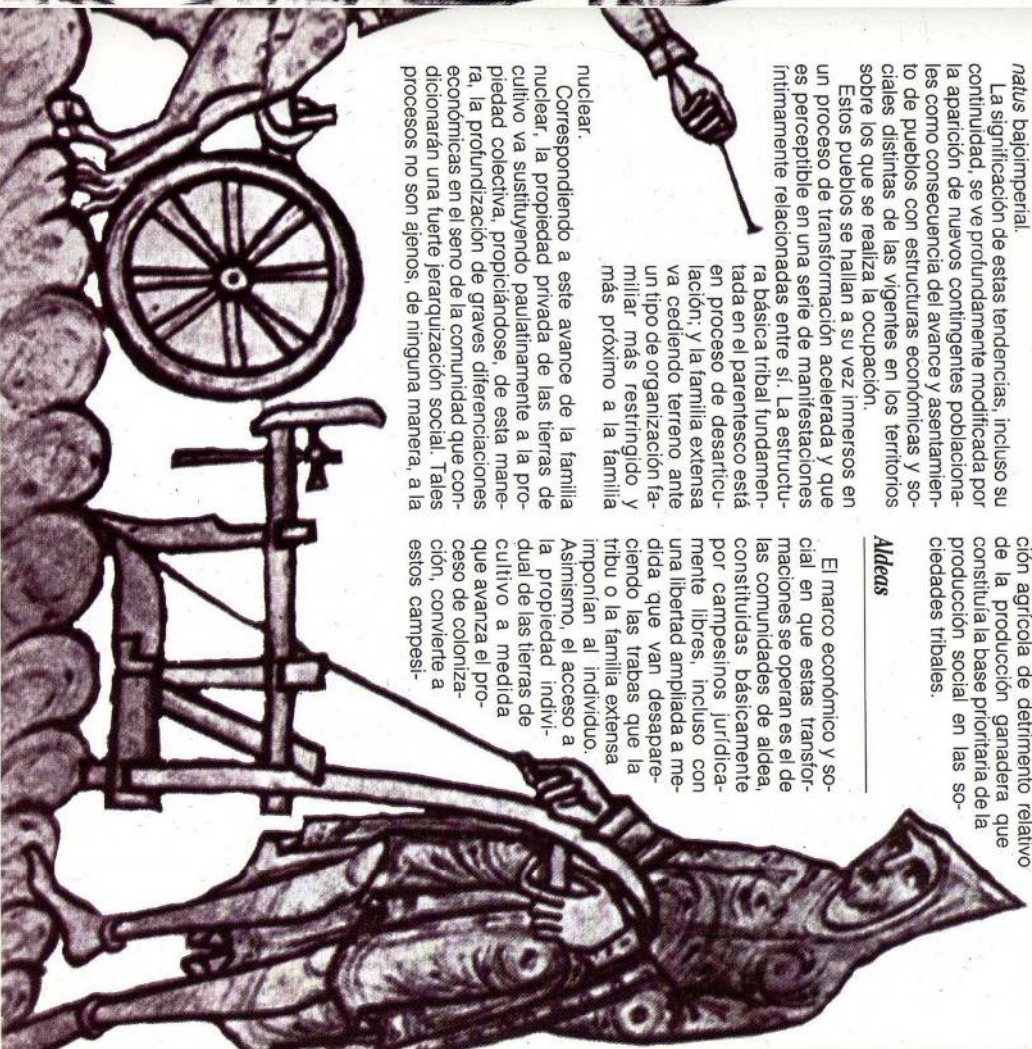 natus bajoimperial.
La significación de estas tendencias, incluso su
continuidad, se ve profundamente modificada por
la aparición de nuevos contingentes poblaciona-
les como consecuencia del avance y asentamien-
to de pueblos con estructuras económicas y so-
ciales distintas de las vigentes en los territorios
sobre los que se realiza la ocupación.
Estos pueblos se hallan a su vez inmersos en
un proceso de transformación acelerada y que
es perceptible en una serie de manifestaciones
íntimamente relacionadas entre sí. La estructu-
ra básica tribal fundamen-
tada en el parentesco está
en proceso de desarticu-
lación; y la familia extensa
va cediendo terreno ante
un tipo de organización fa-
miliar más restringido y
más próximo a la familia
nuclear.
Correspondiendo a este avance de la familia
nuclear, la propiedad privada de las tierras de
cultivo va sustituyendo paulatinamente a la pro-
piedad colectiva, propiciándose, de esta mane-
ra, la profundización de graves diferenciaciones
económicas en el seno de la comunidad que con-
dicionarán una fuerte jerarquización social. Tales
procesos no son ajenos, de ninguna manera, a la
ción agrícola de detrimento relativo
de la producción ganadera que
constituía la base prioritaria de la
producción social en las so-
ciedades tribales.
Aldeas
El marco económico y so-
cial en que estas transfor-
maciones se operan es el de
las comunidades de aldea,
constituidas básicamente
por campesinos jurídica-
mente libres, incluso con
una libertad ampliada a me-
dida que van desapare-
ciendo las trabas que la
tribu o la familia extensa
imponían al individuo.
Asimismo, el acceso a
la propiedad indivi-
dual de las tierras de
cultivo a medida
que avanza el pro-
ceso de coloniza-
ción, convierte a
estos campesi-